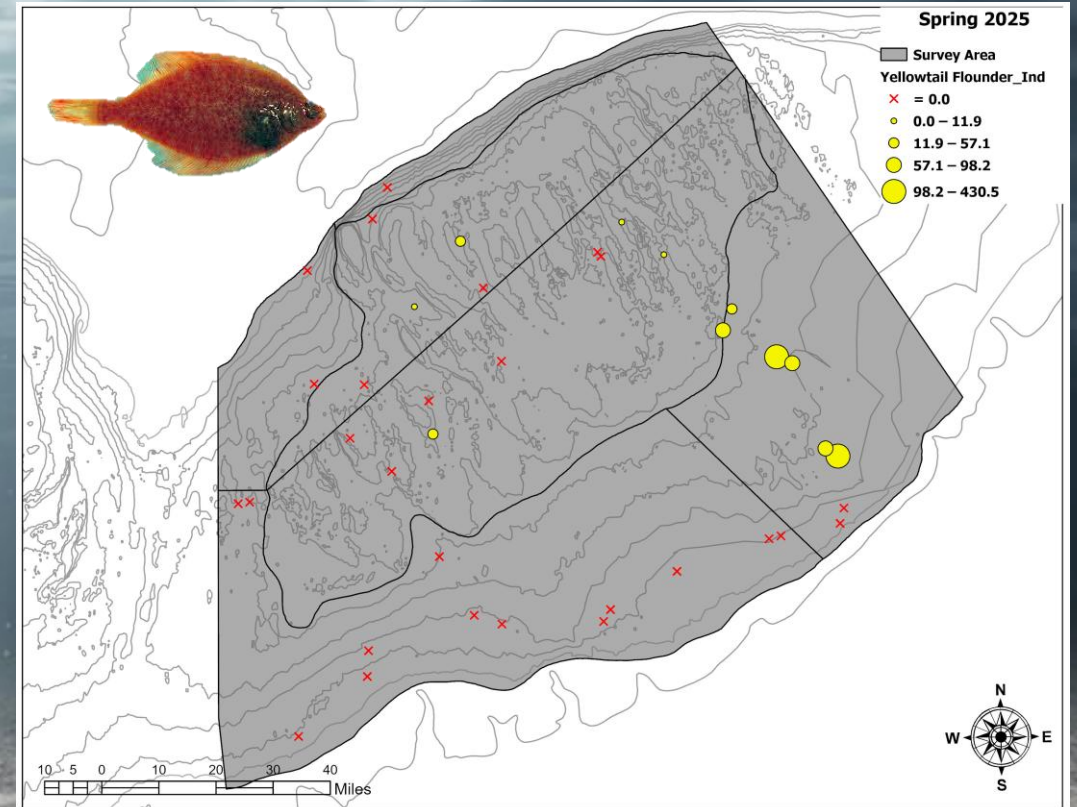 Spring 2025
Survey Area
Yellowtail Flounder_Ind
= 0.0
0.0 – 11.9
11.9 – 57.1
57.1 – 98.2
98.2 – 430.5
N
W E
S
10 5 0 10 20 30 40
Miles